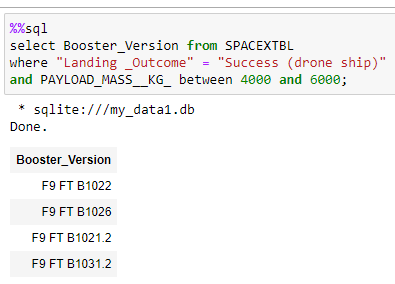 %%sql
select Booster_Version from SPACEXTBL
where "Landing _Outcome" = "Success (drone ship)"
and PAYLOAD_MASS__KG_ between 4000 and 6000;
* sqlite:///my_data1.db
Done.
Booster_Version
F9 FT B1022
F9 FT B1026
F9 FT B1021.2
F9 FT B1031.2